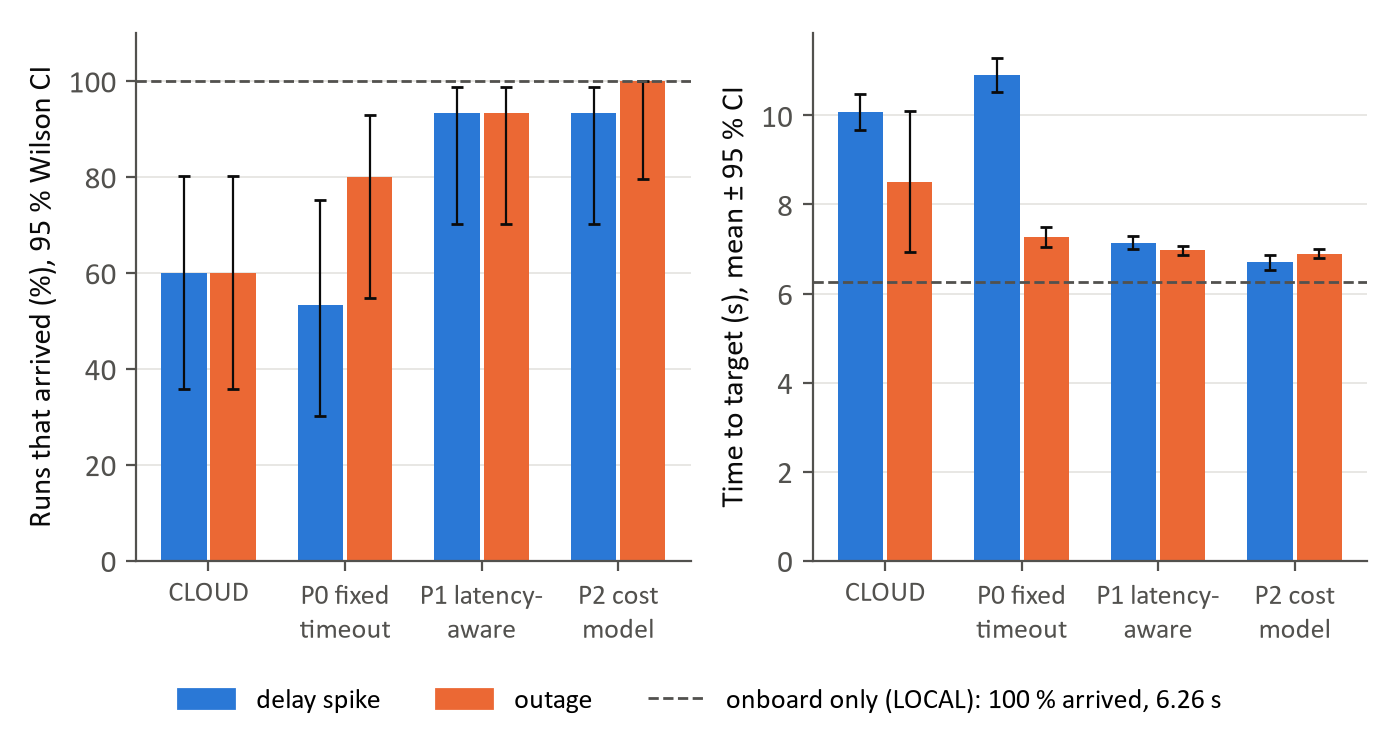 Runs that arrived (%), 95 % Wilson CI
100
80
60
40
20
0
CLOUD
P0 fixed
timeout
P1 latency-
aware
P2 cost
model
Time to target (s), mean ± 95 % CI
10
8
6
4
2
0
CLOUD
P0 fixed
timeout
P1 latency-
aware
P2 cost
model
delay spike
outage
onboard only (LOCAL): 100 % arrived, 6.26 s